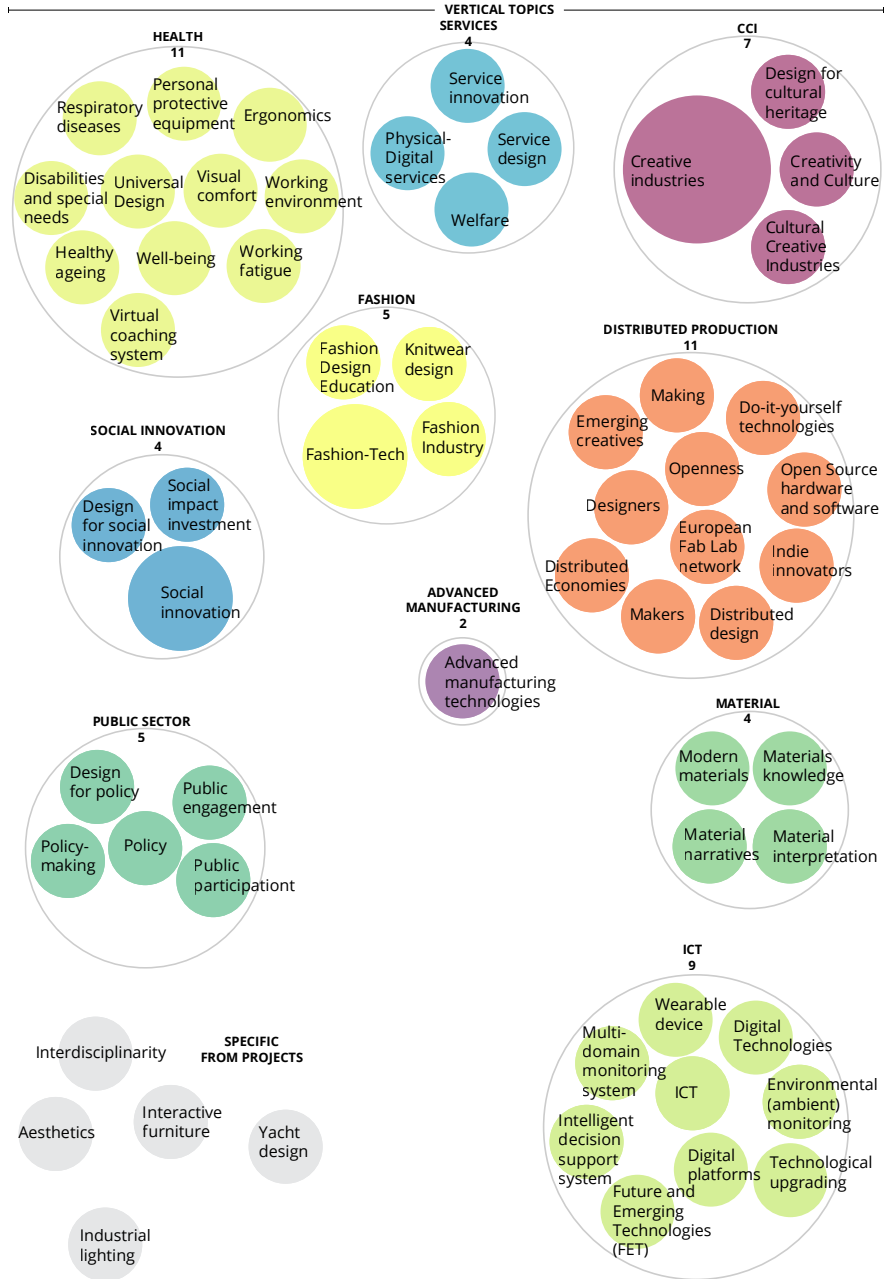 VERTICAL TOPICS
HEALTH
11
Respiratory
diseases
Personal
protective
equipment
Ergonomics
Disabilities
and special
needs
Universal
Design
Visual
comfort
Working
environment
Healthy
ageing
Well-being
Working
fatigue
Virtual
coaching
system
SERVICES
4
Service
innovation
Physical-
Digital
services
Service
design
Welfare
CCI
7
Design for
cultural
heritage
Creative
industries
Creativity
and Culture
Cultural
Creative
Industries
FASHION
5
Fashion
Design
Education
Knitwear
design
Fashion-Tech
Fashion
Industry
DISTRIBUTED PRODUCTION
11
Making
Emerging
creatives
Do-it-yourself
technologies
Openness
Open Source
hardware
and software
Designers
European
Fab Lab
network
Indie
innovators
Distributed
Economies
Makers
Distributed
design
SOCIAL INNOVATION
4
Social
impact
investment
Design
for social
innovation
Social
innovation
ADVANCED
MANUFACTURING
2
Advanced
manufacturing
technologies
PUBLIC SECTOR
5
Design
for policy
Public
engagement
Policy-
making
Policy
Public
participationt
MATERIAL
4
Modern
materials
Materials
knowledge
Material
narratives
Material
interpretation
SPECIFIC
FROM PROJECTS
Interdisciplinarity
Aesthetics
Interactive
furniture
Yacht
design
Industrial
lighting
ICT
9
Wearable
device
Multi-
domain
monitoring
system
Digital
Technologies
ICT
Environmental
(ambient)
monitoring
Intelligent
decision
support
system
Digital
platforms
Technological
upgrading
Future and
Emerging
Technologies
(FET)